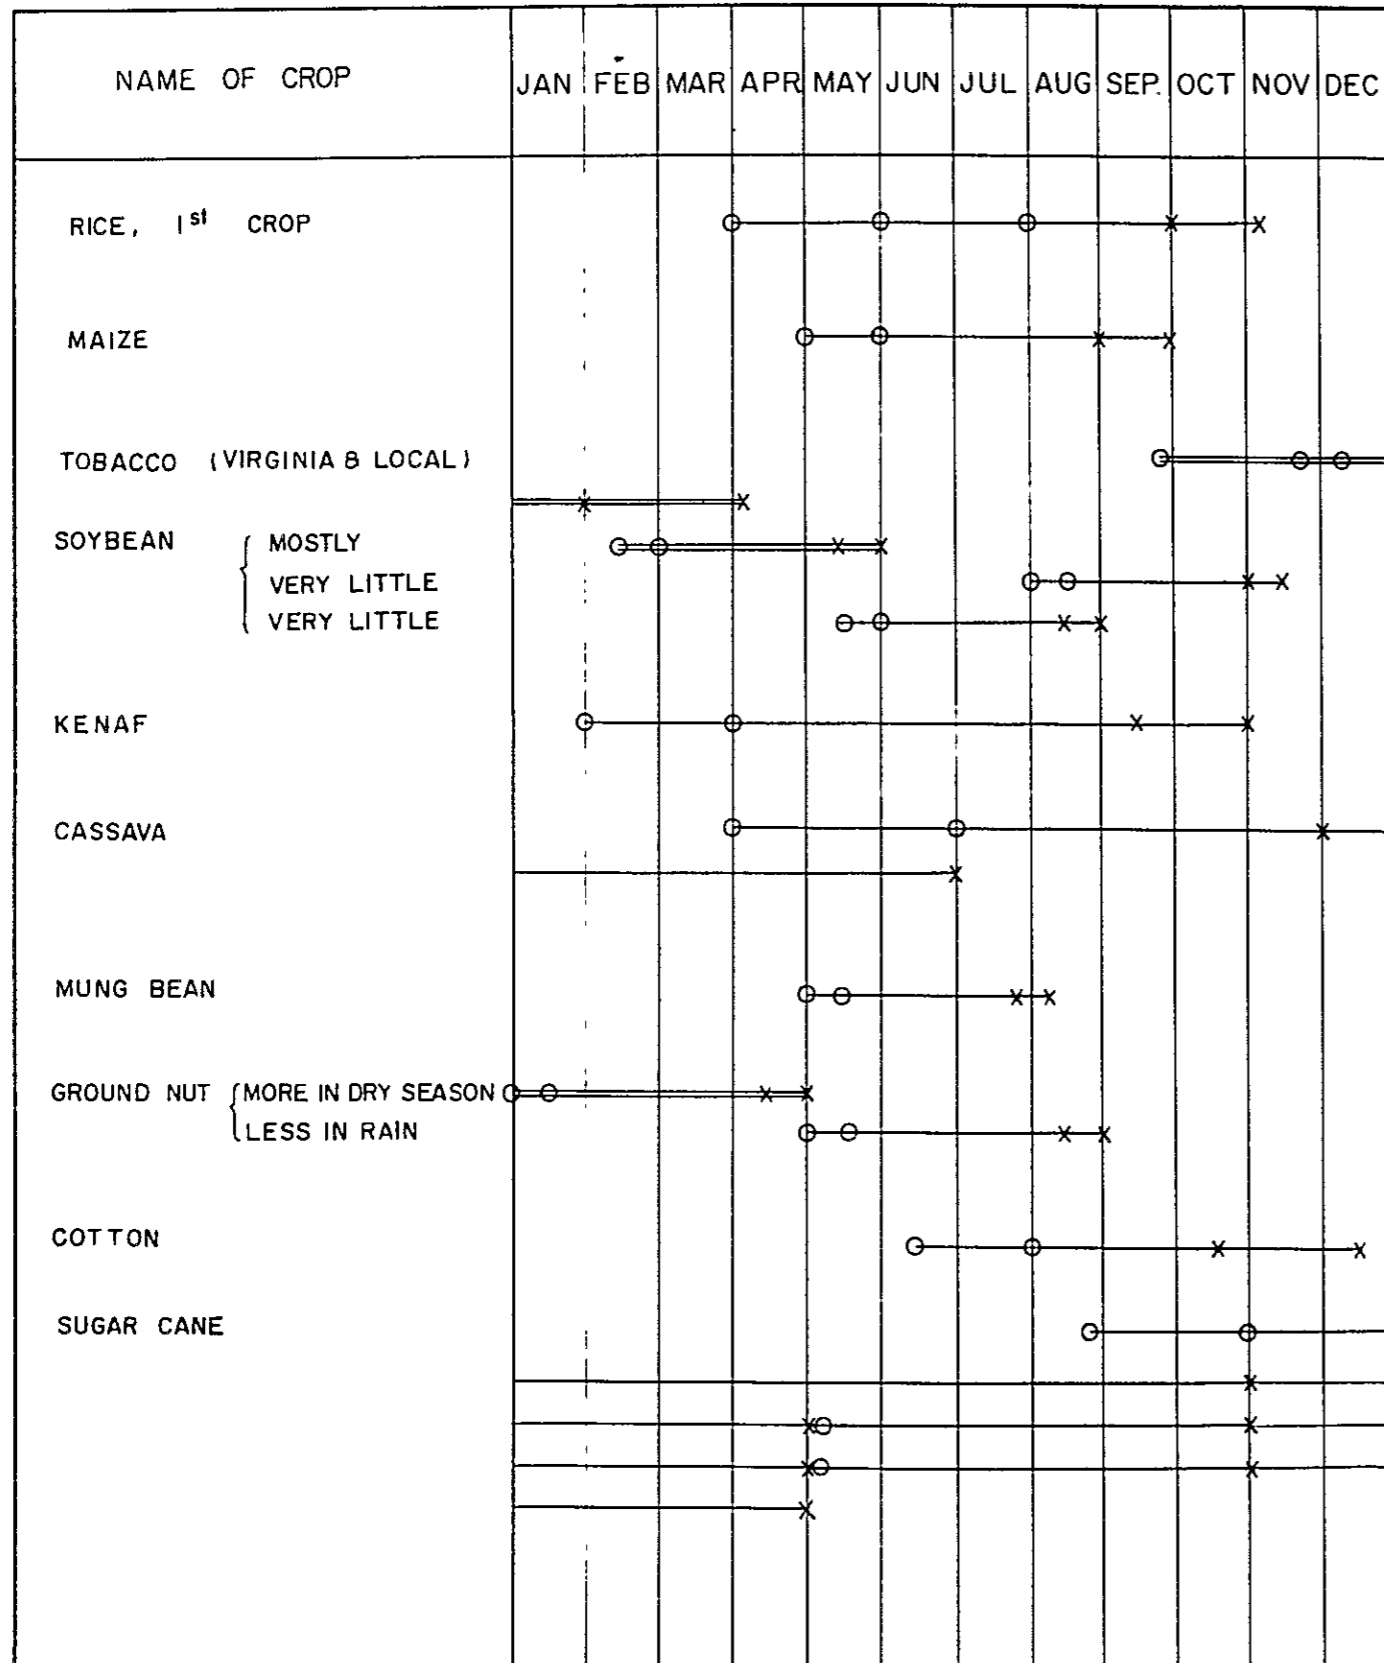 NAME OF CROP JAN FEB MAR APR MAY JUN JUL AUG SEP. OCT NOV DEC
RICE, 1st CROP
MAIZE
TOBACCO (VIRGINIA & LOCAL)
SOYBEAN { MOSTLY
VERY LITTLE
VERY LITTLE
KENAF
CASSAVA
MUNG BEAN
GROUND NUT { MORE IN DRY SEASON
LESS IN RAIN
COTTON
SUGAR CANE